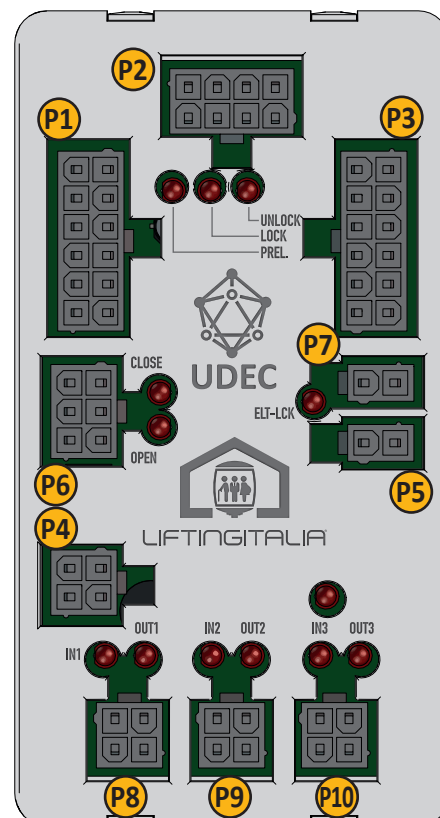 P2
P1
P3
UNLOCK
LOCK
PREL.
UDEC
P7
CLOSE
ELT-LCK
OPEN
P6
P5
P4
LIFTINGITALIA
IN1 OUT1 IN2 OUT2 IN3 OUT3
P8 P9 P10